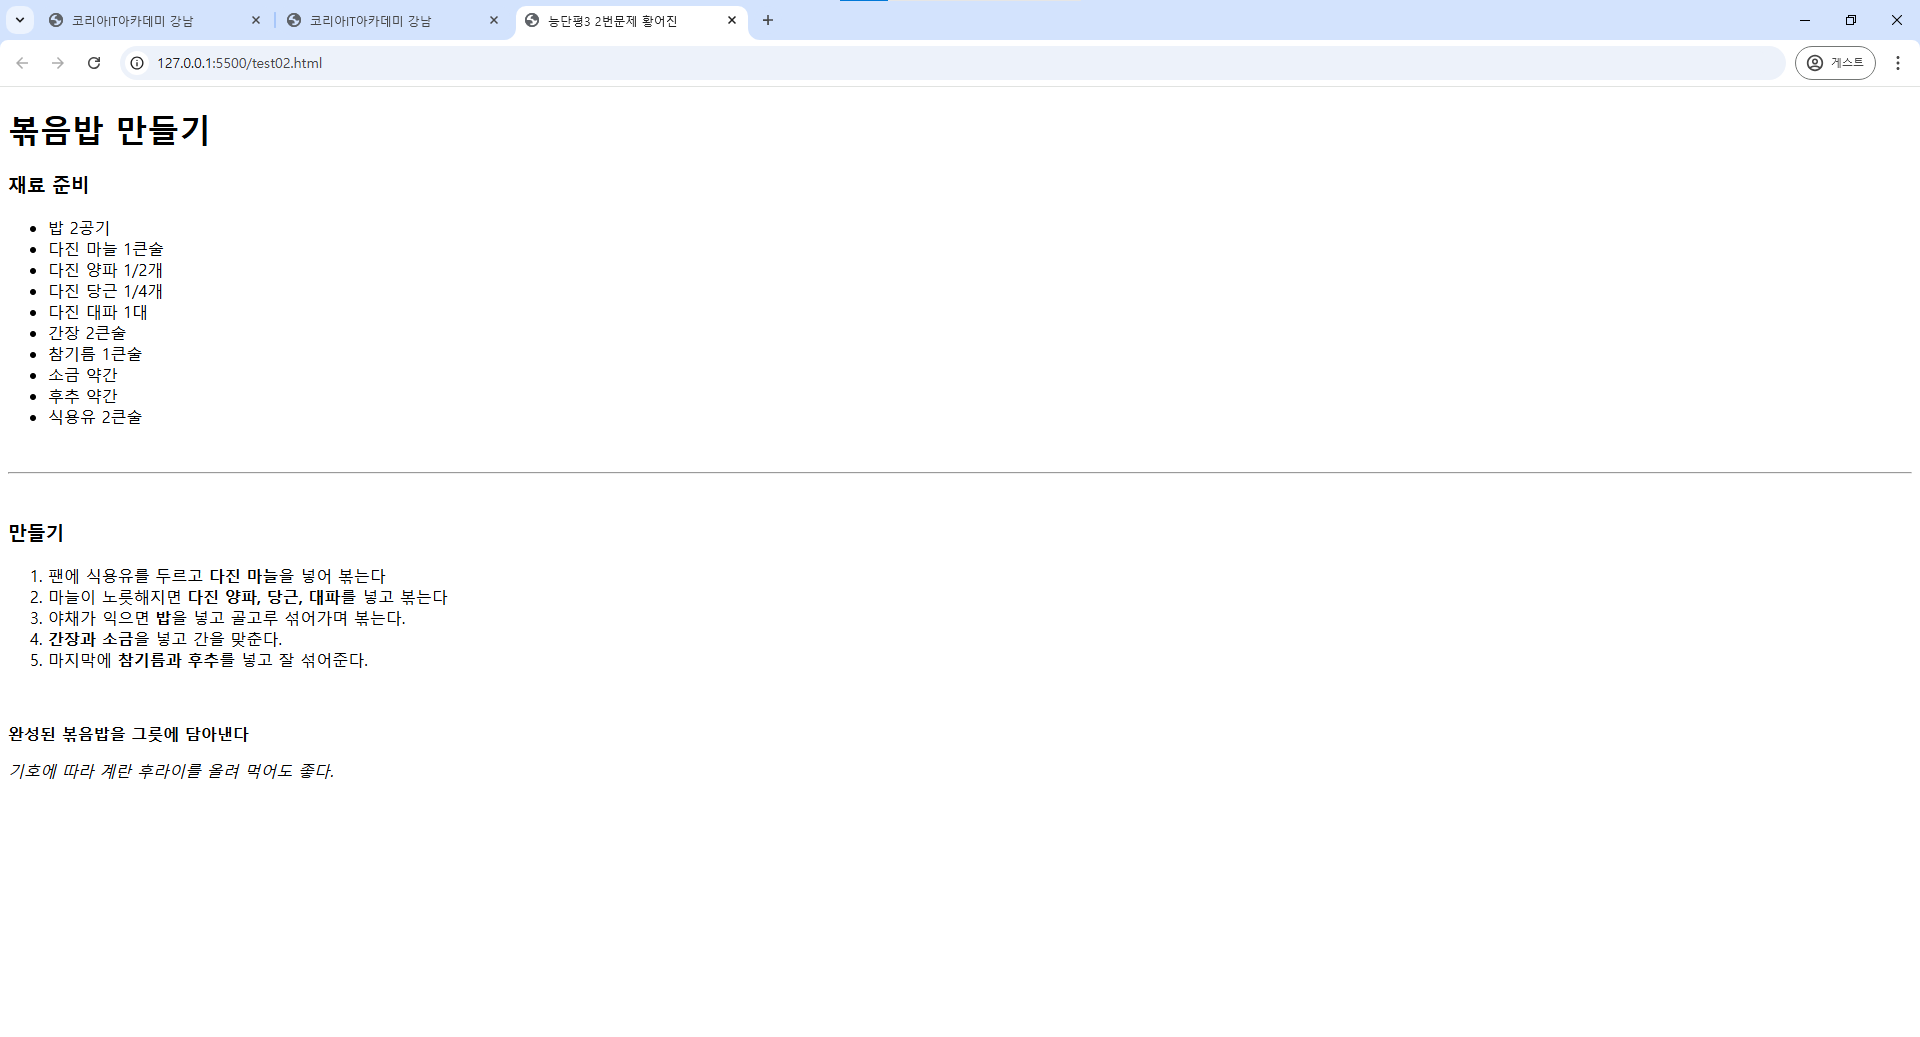 코리아IT아카데미 강남
코리아IT아카데미 강남
능단평3 2번문제 황어진
127.0.0.1:5500/test02.html
게스트
볶음밥 만들기
재료 준비
밥 2공기
다진 마늘 1큰술
다진 양파 1/2개
다진 당근 1/4개
다진 대파 1대
간장 2큰술
참기름 1큰술
소금 약간
후추 약간
식용유 2큰술
만들기
1. 팬에 식용유를 두르고 다진 마늘을 넣어 볶는다
2. 마늘이 노릇해지면 다진 양파, 당근, 대파를 넣고 볶는다
3. 야채가 익으면 밥을 넣고 골고루 섞어가며 볶는다.
4. 간장과 소금을 넣고 간을 맞춘다.
5. 마지막에 참기름과 후추를 넣고 잘 섞어준다.
완성된 볶음밥을 그릇에 담아낸다
기호에 따라 계란 후라이를 올려 먹어도 좋다.